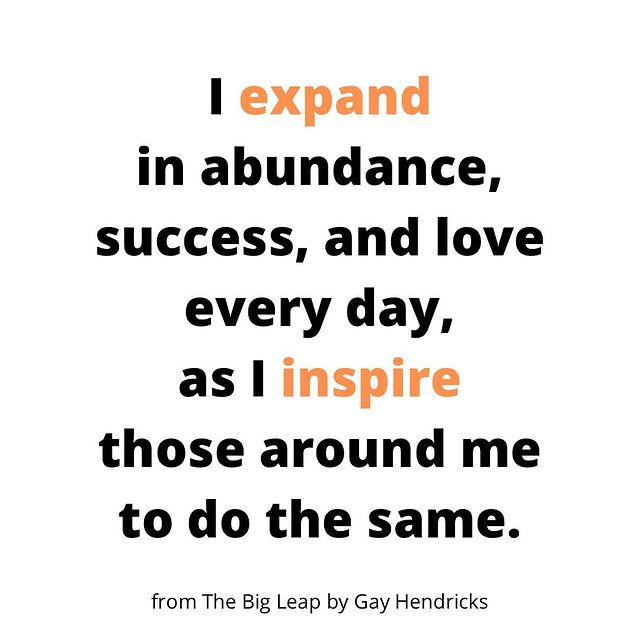 I expand
in abundance,
success, and love
every day,
as I inspire
those around me
to do the same.
from The Big Leap by Gay Hendricks